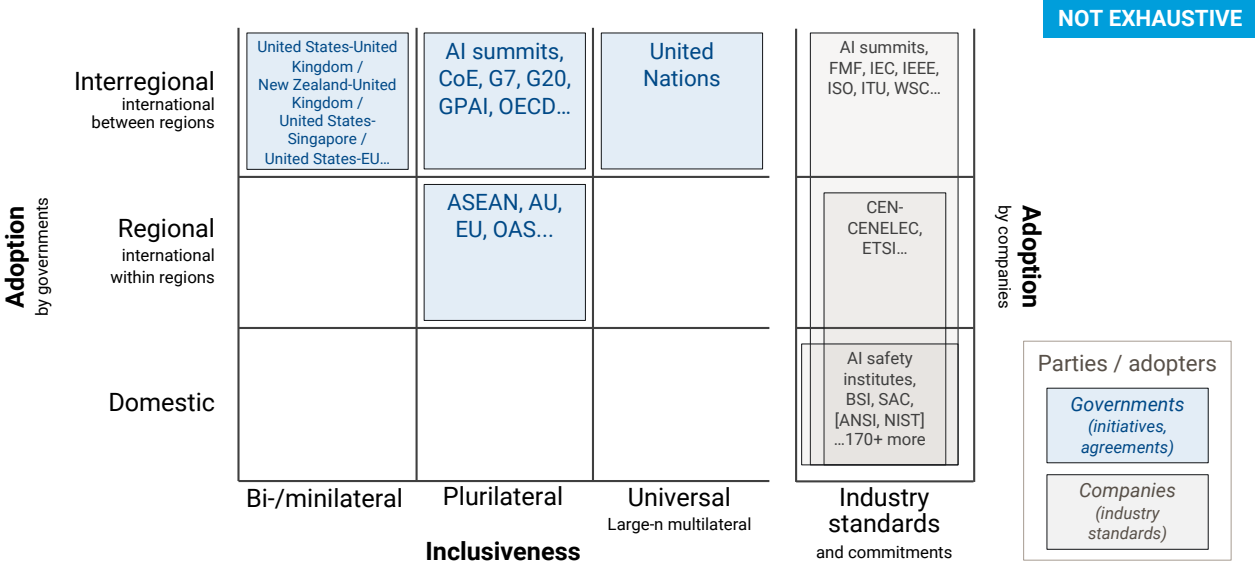 NOT EXHAUSTIVE
Interregional
international
between regions
United States-United
Kingdom /
New Zealand-United
Kingdom /
United States-
Singapore /
United States-EU…
AI summits,
CoE, G7, G20,
GPAI, OECD…
United
Nations
AI summits,
FMF, IEC, IEEE,
ISO, ITU, WSC…
Adoption
by governments
Regional
international
within regions
ASEAN, AU,
EU, OAS...
CEN-
CENELEC,
ETSI…
Adoption
by companies
Domestic
AI safety
institutes,
BSI, SAC,
[ANSI, NIST]
…170+ more
Parties / adopters
Governments
(initiatives,
agreements)
Companies
(industry
standards)
Bi-/minilateral
Plurilateral
Universal
Large-n multilateral
Industry
standards
and commitments
Inclusiveness